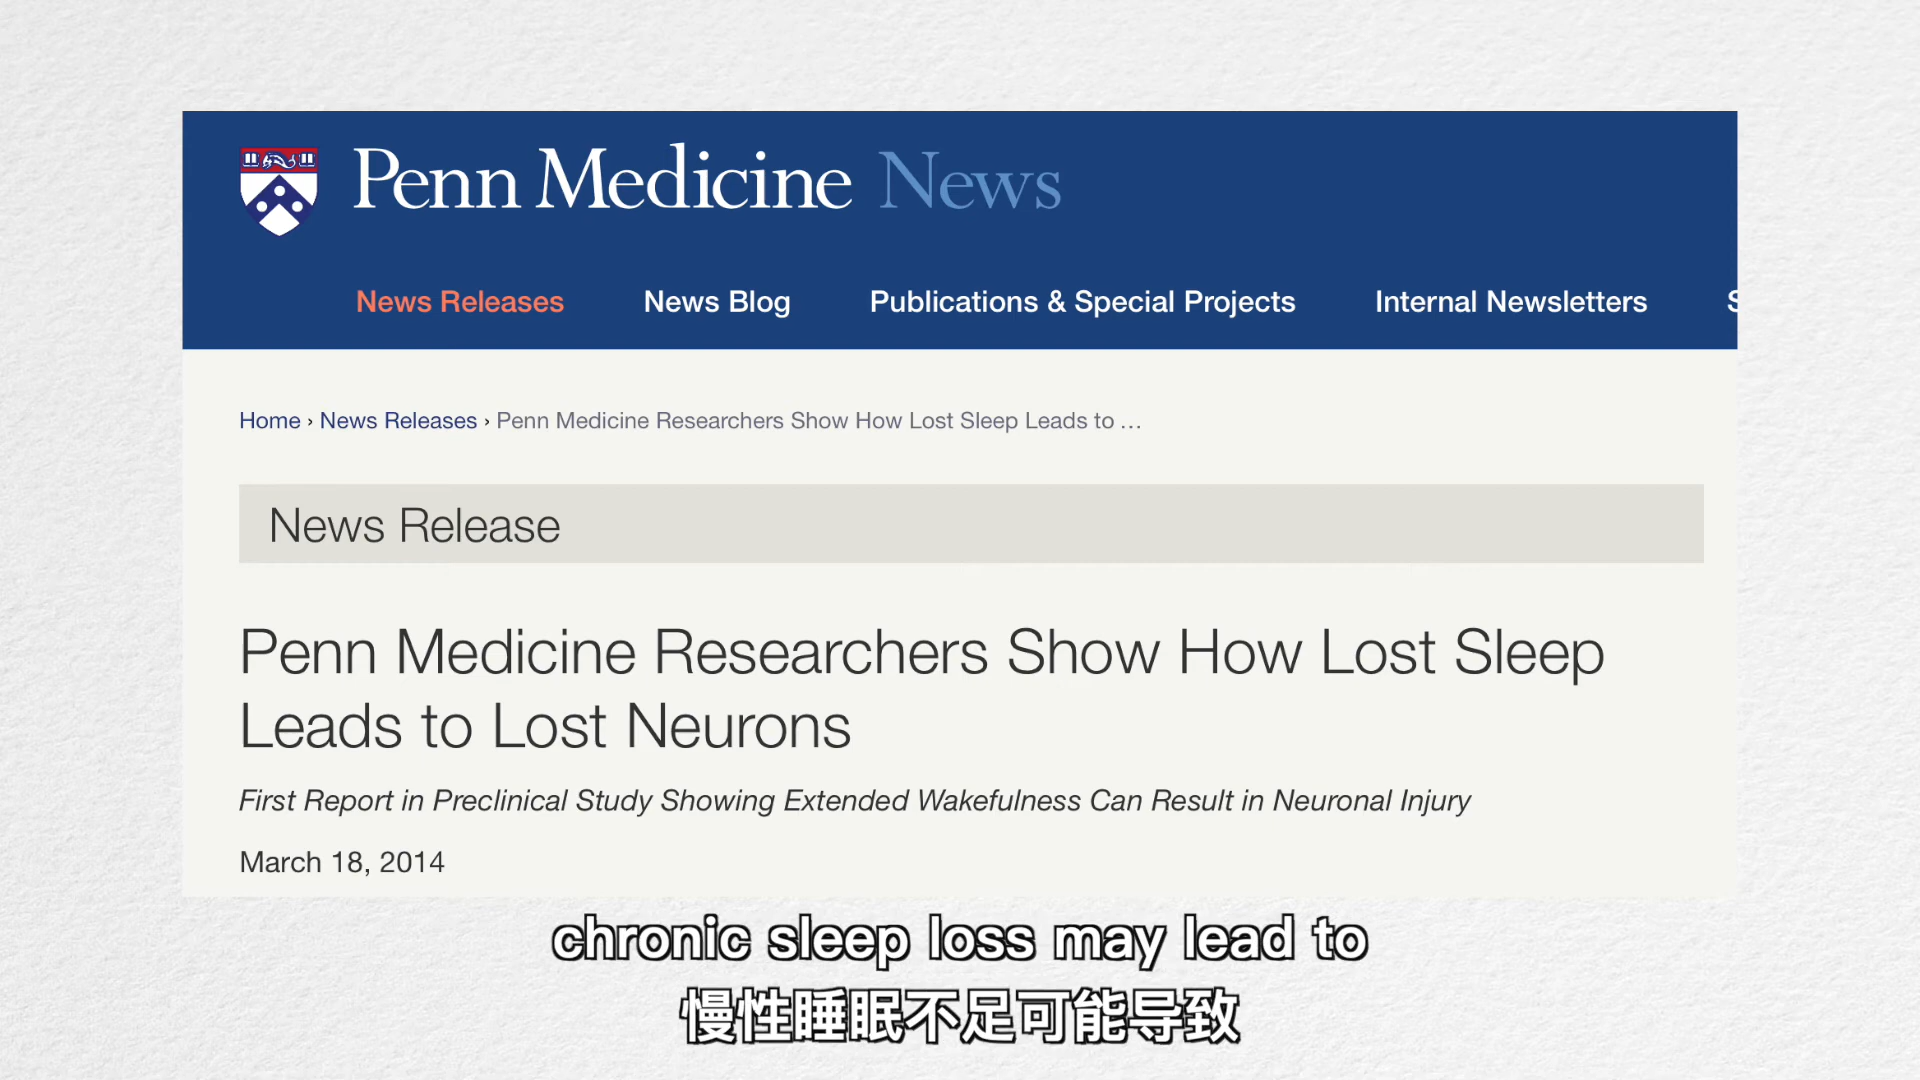 Penn Medicine News
News Releases News Blog Publications & Special Projects Internal Newsletters S
Home › News Releases › Penn Medicine Researchers Show How Lost Sleep Leads to …
News Release
Penn Medicine Researchers Show How Lost Sleep
Leads to Lost Neurons
First Report in Preclinical Study Showing Extended Wakefulness Can Result in Neuronal Injury
March 18, 2014
chronic sleep loss may lead to
慢性睡眠不足可能导致